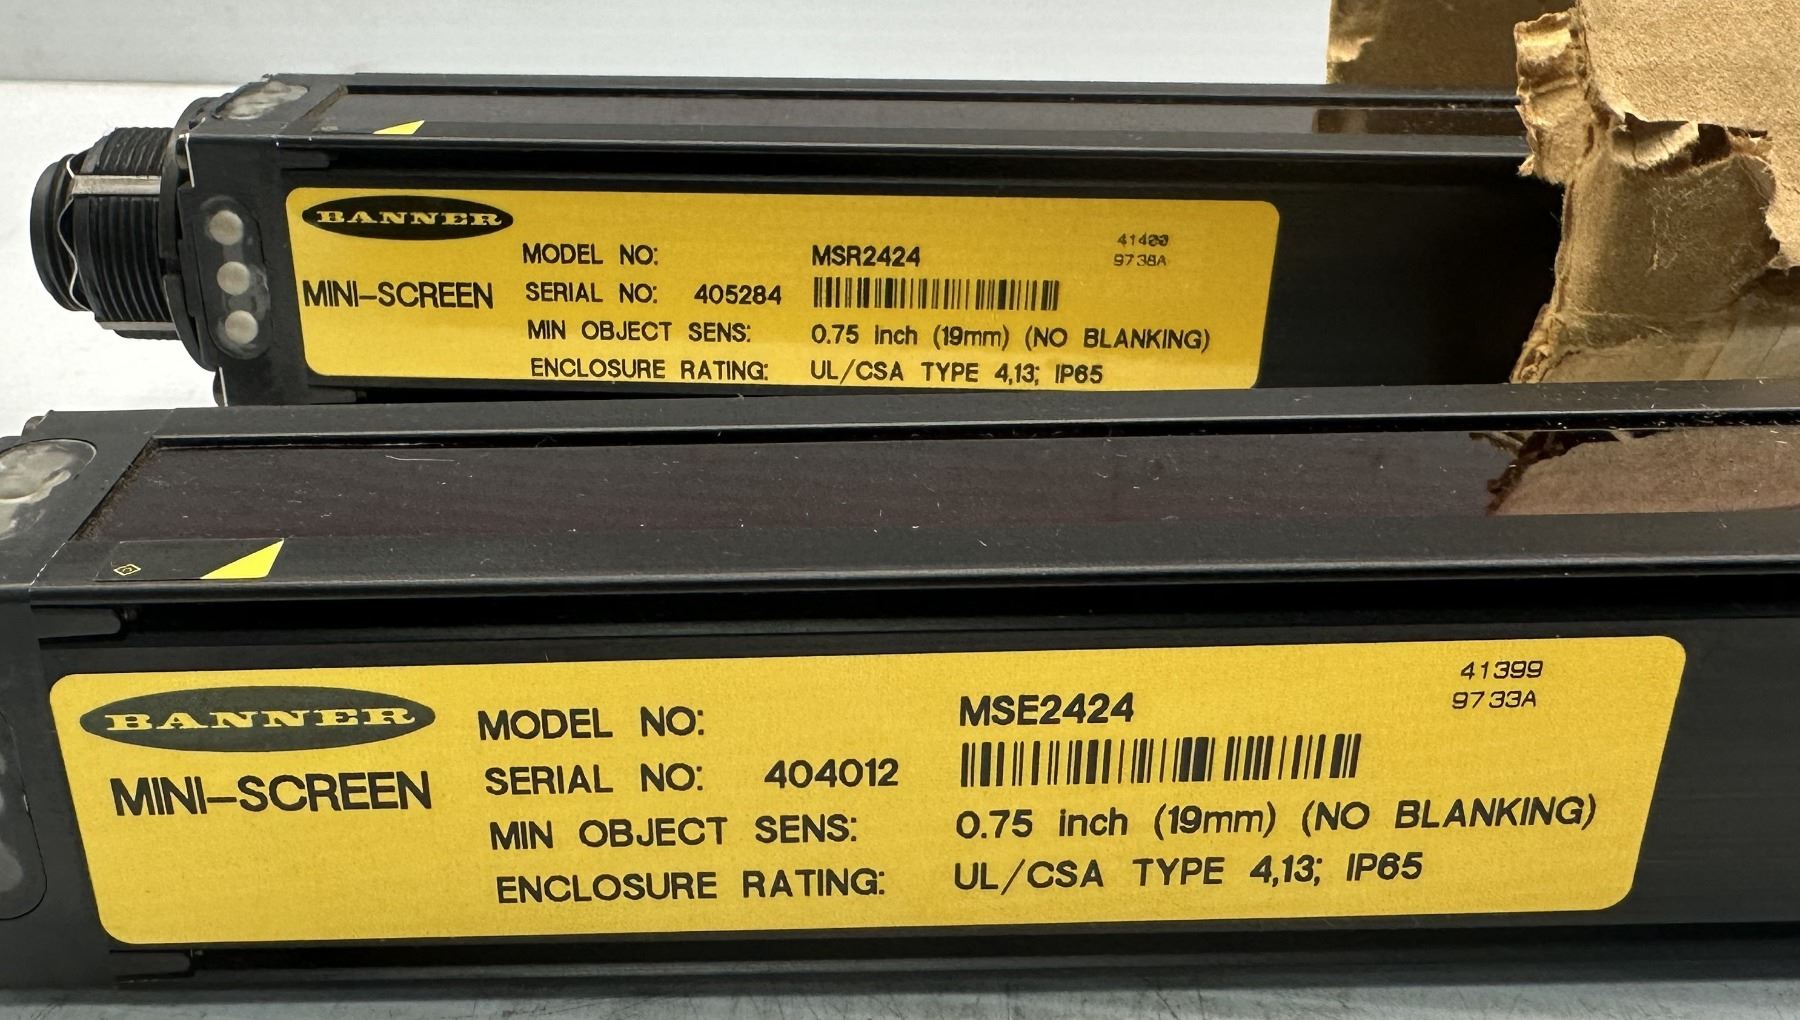 BANNER
MODEL NO: MSR2424
9738A
MINI-SCREEN SERIAL NO: 405284
MIN OBJECT SENS: 0.75 inch (19mm) (NO BLANKING)
ENCLOSURE RATING: UL/CSA TYPE 4,13; IP65
BANNER
41399
MODEL NO: MSE2424
9733A
MINI-SCREEN SERIAL NO: 404012
MIN OBJECT SENS: 0.75 inch (19mm) (NO BLANKING)
ENCLOSURE RATING: UL/CSA TYPE 4,13; IP65